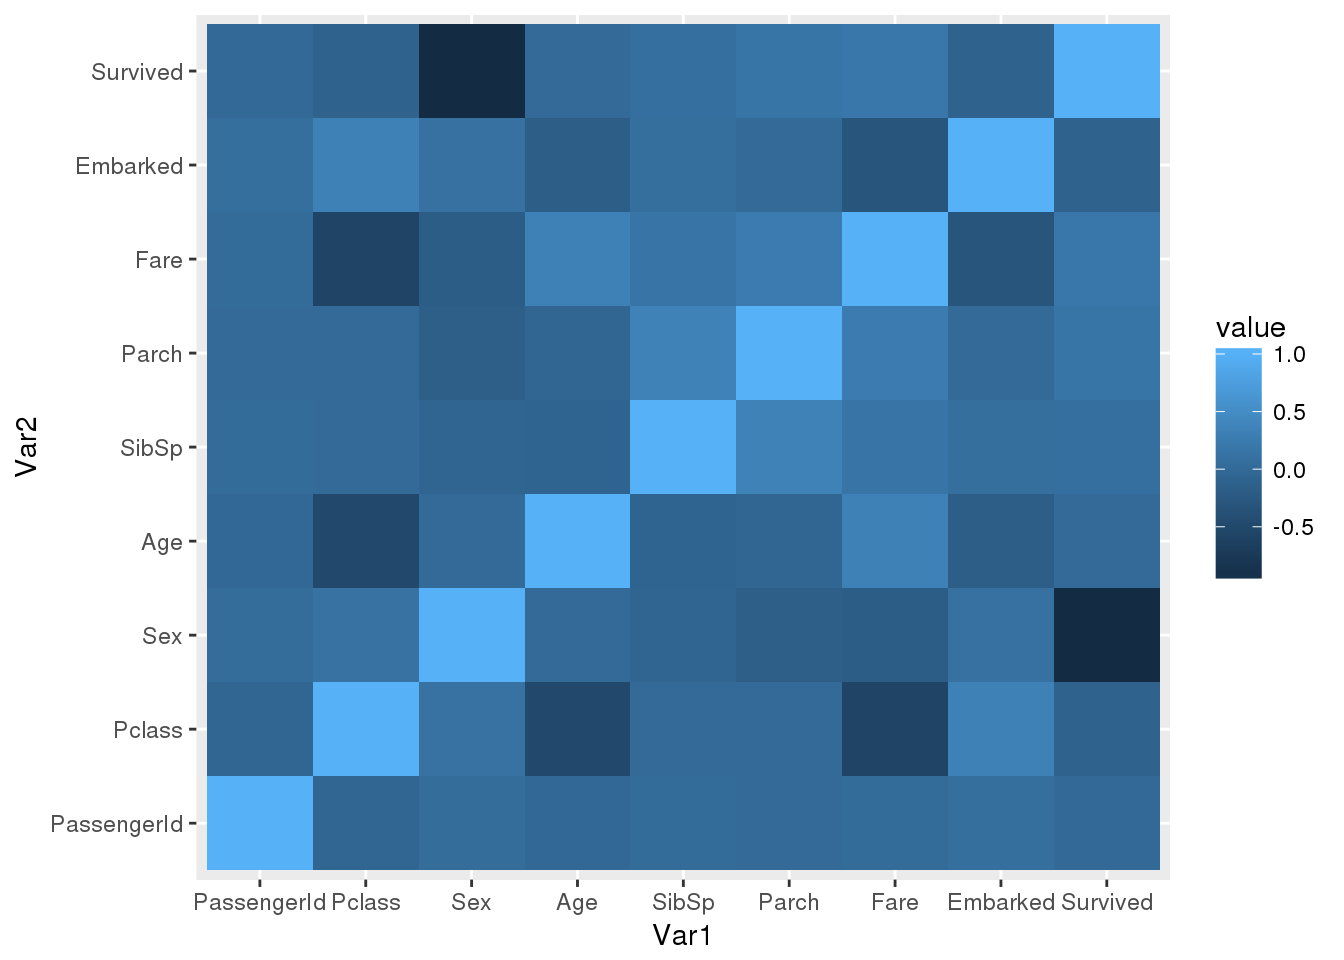 Survived
Embarked
Fare
Parch
SibSp
Age
Sex
Pclass
PassengerId
Var2
PassengerId Pclass Sex Age SibSp Parch Fare Embarked Survived
Var1
value
1.0
0.5
0.0
-0.5